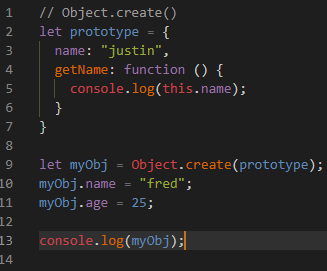 1 // Object.create()
2 let prototype = {
3 name: "justin",
4 getName: function () {
5 console.log(this.name);
6 }
7 }
8
9 let myObj = Object.create(prototype);
10 myObj.name = "fred";
11 myObj.age = 25;
12
13 console.log(myObj);
14